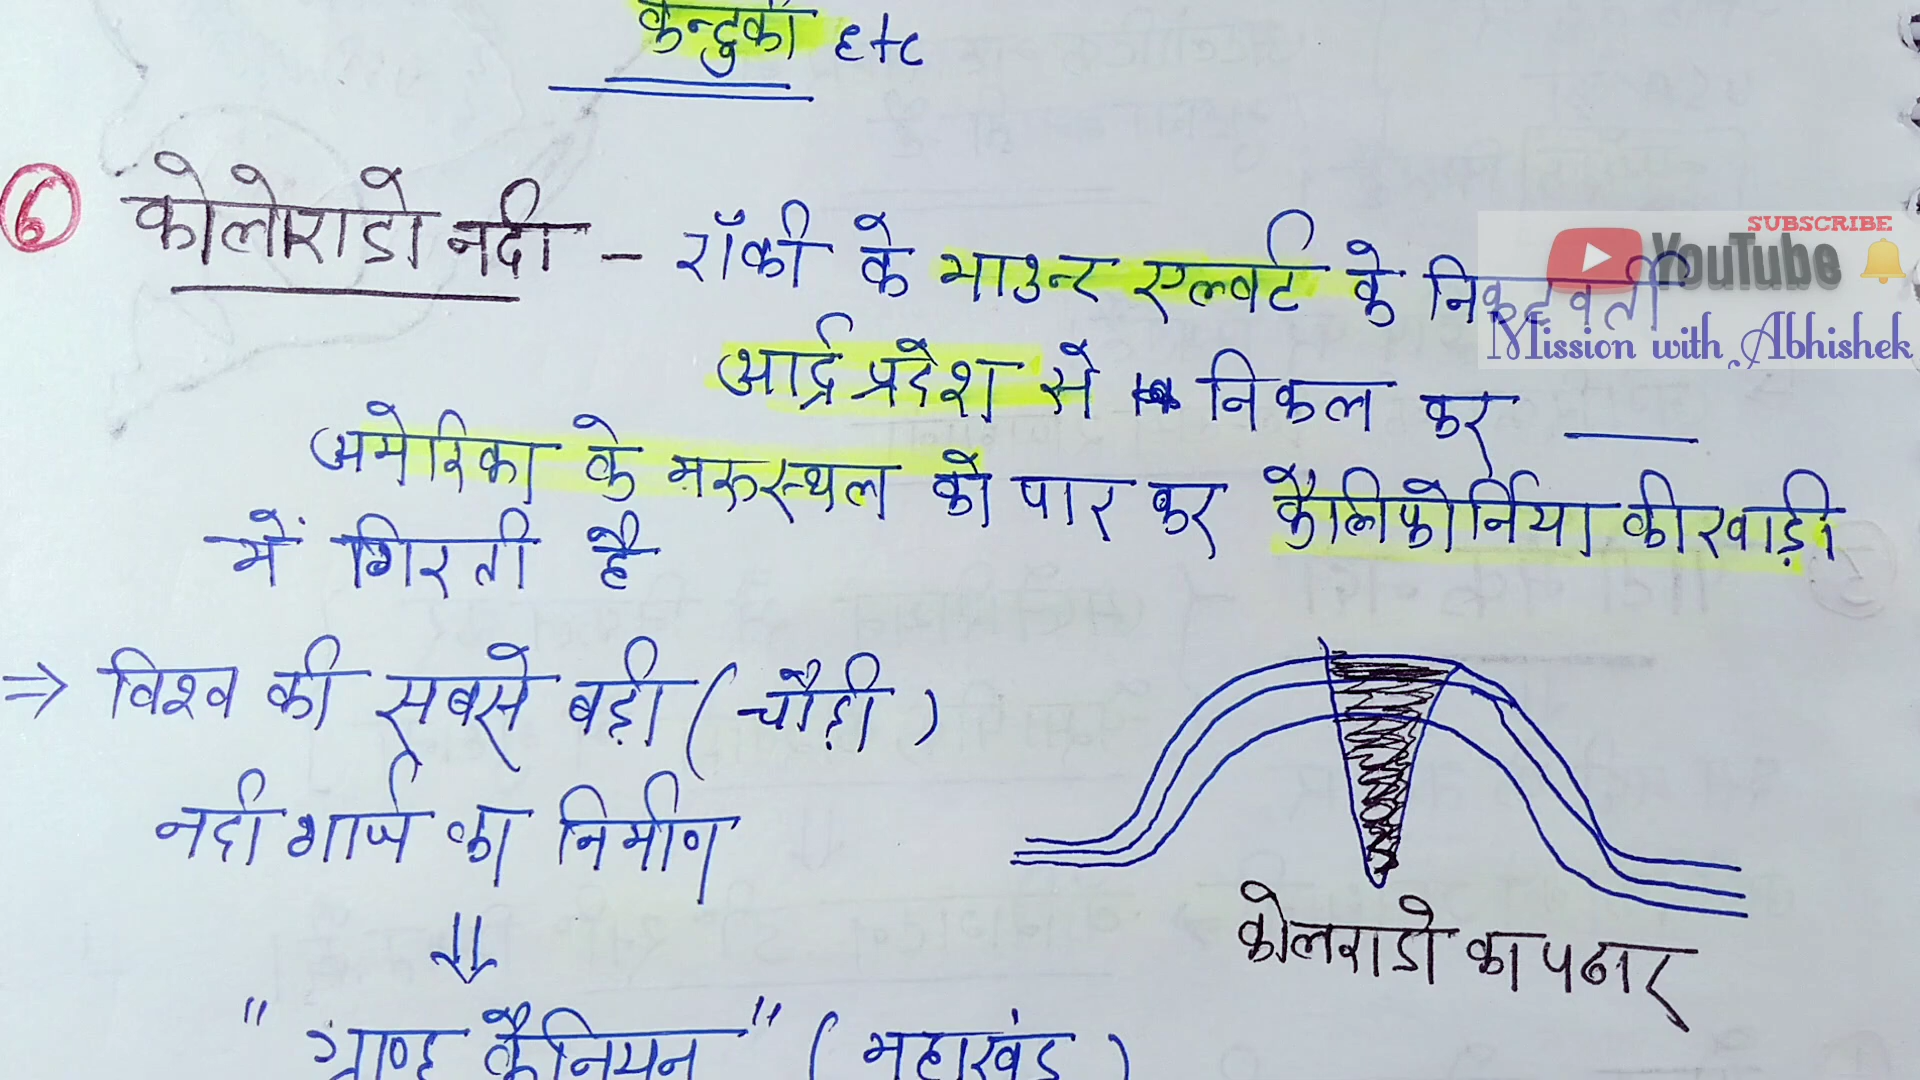 केन्टुकी etc
⑥ कोलोराडो नदी – रॉकी के माउन्ट एल्बर्ट के निकटवर्ती
आर्द्र प्रदेश से निकल कर —
अमेरिका के मरुस्थल को पार कर कैलिफोर्निया की खाड़ी
में गिरती है
⇒ विश्व की सबसे बड़ी (चौड़ी)
नदी गार्ज का निर्माण
⇓
"ग्राण्ड कैनियन" (महाखंड)
कोलराडो का पठार
SUBSCRIBE
YouTube
Mission with Abhishek